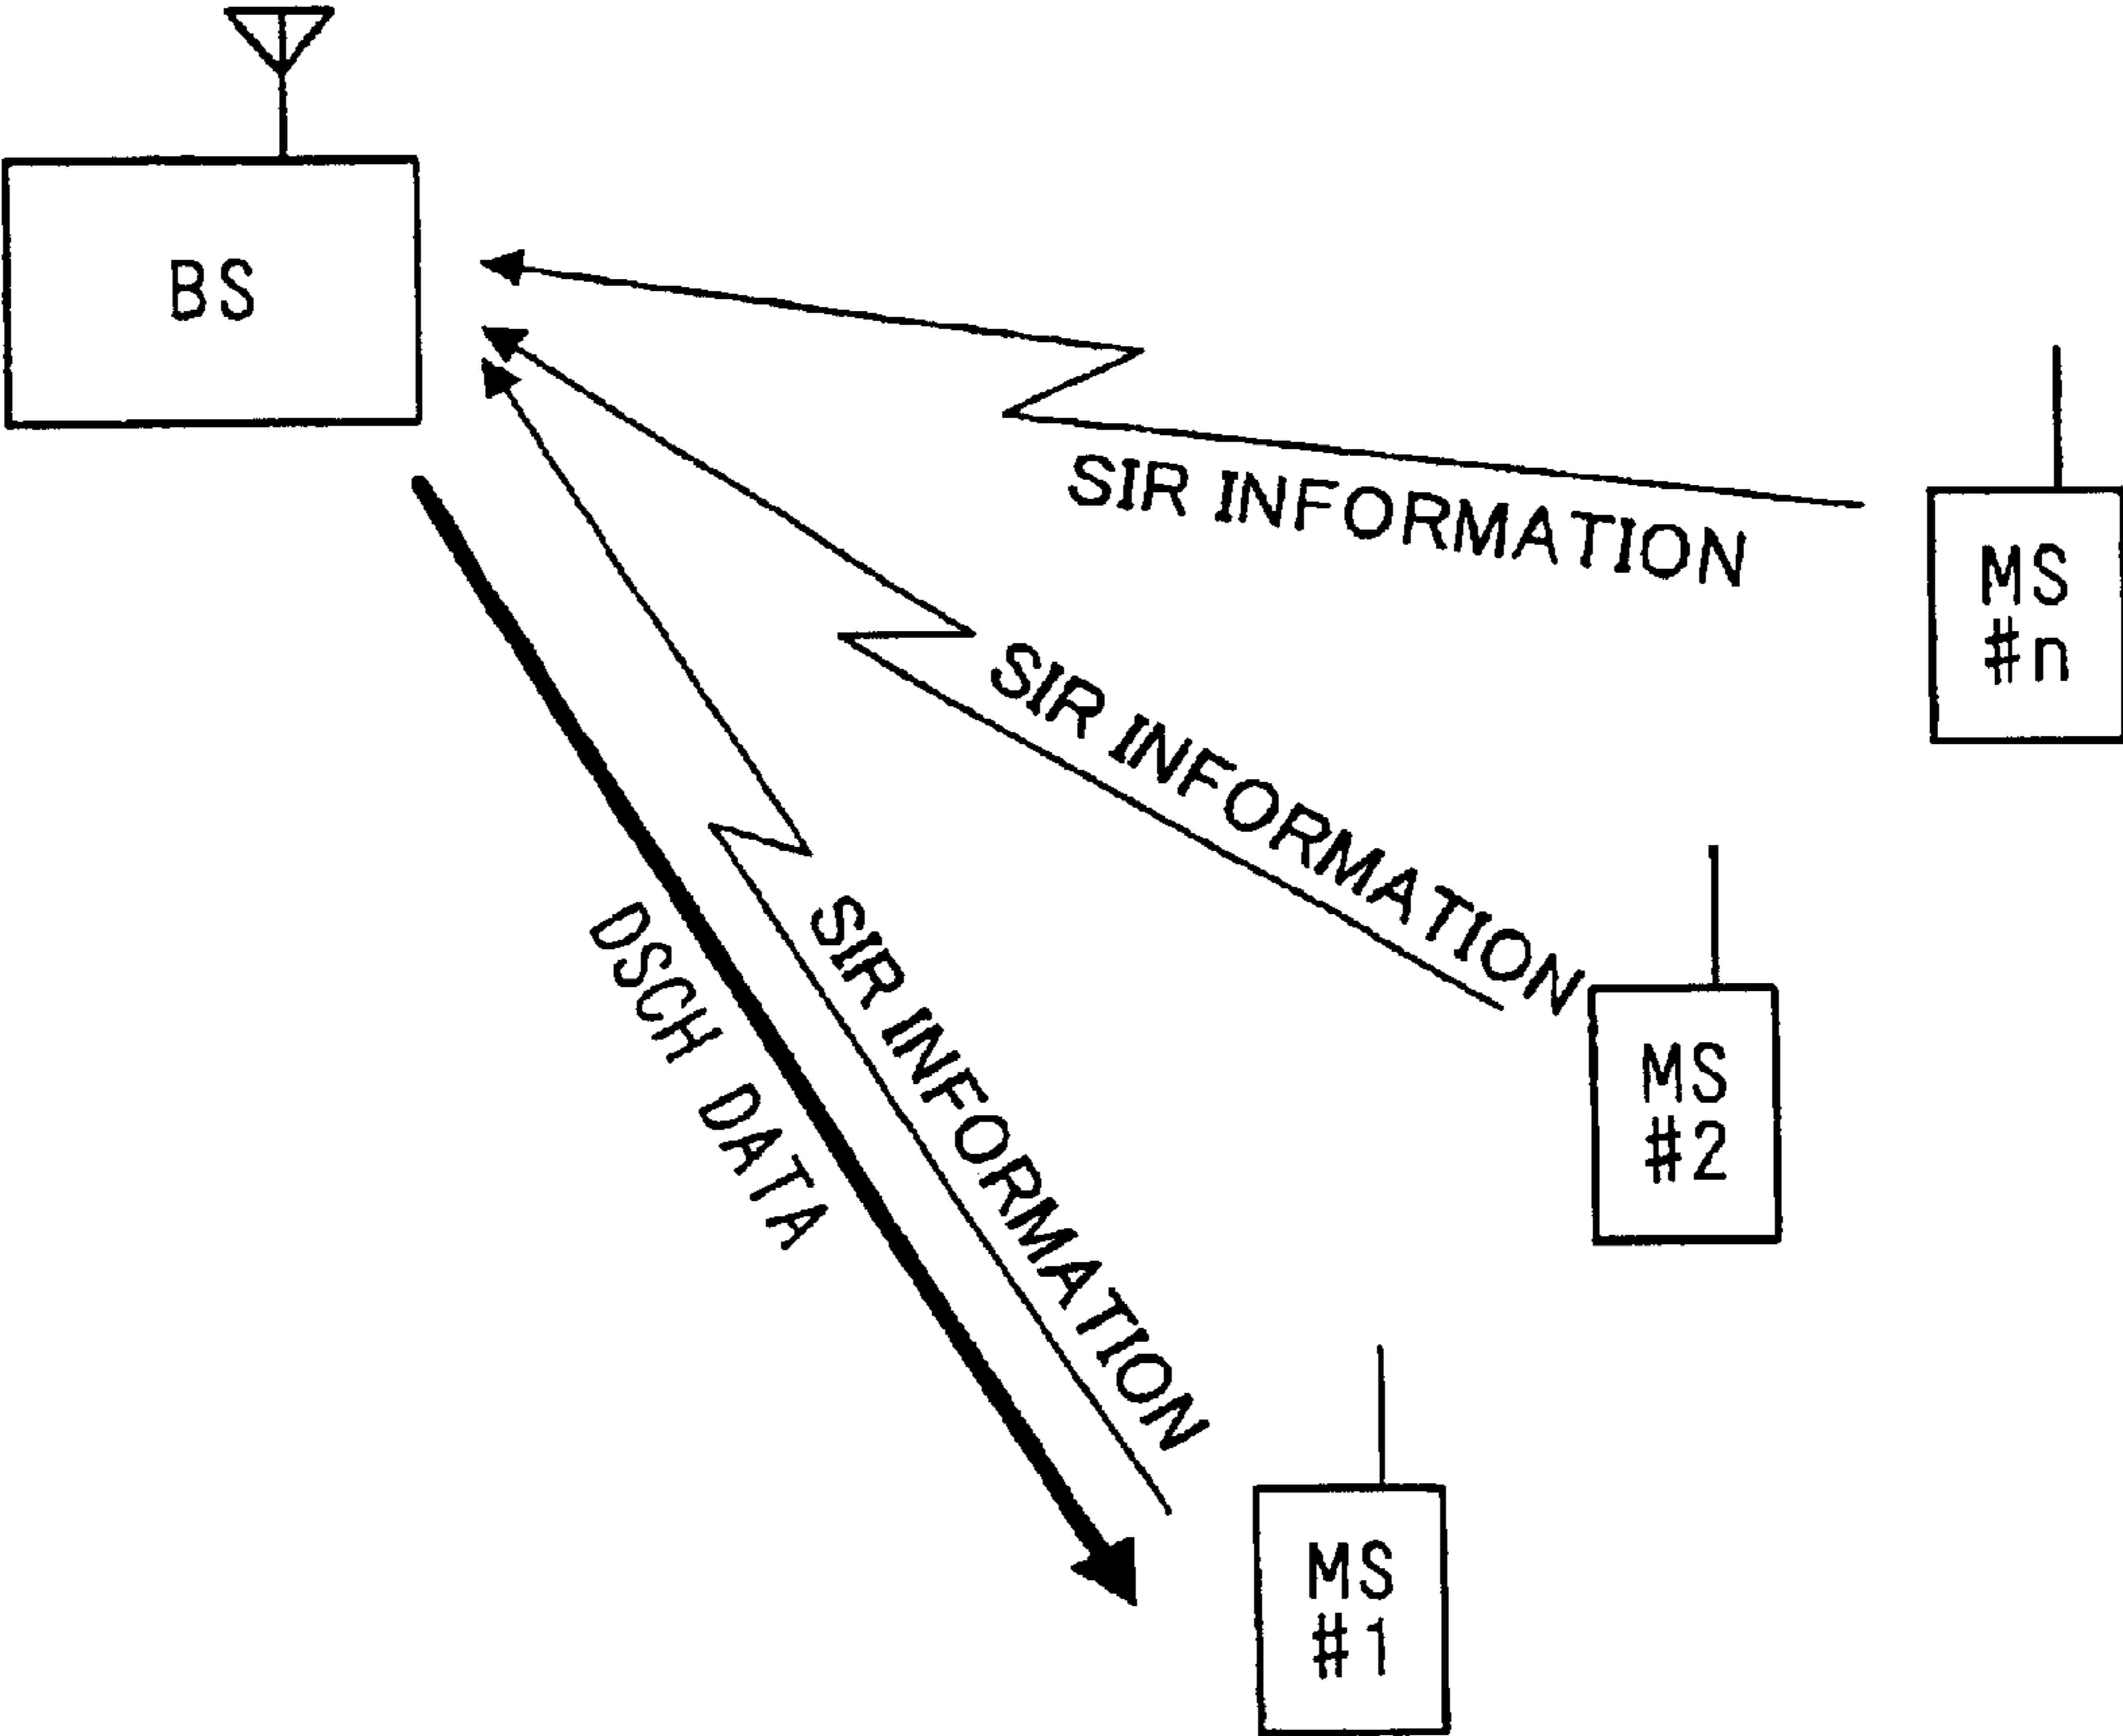 BS
SIR INFORMATION
MS
#n
SIR INFORMATION
MS
#2
SIR INFORMATION
DSCH DATA
MS
#1